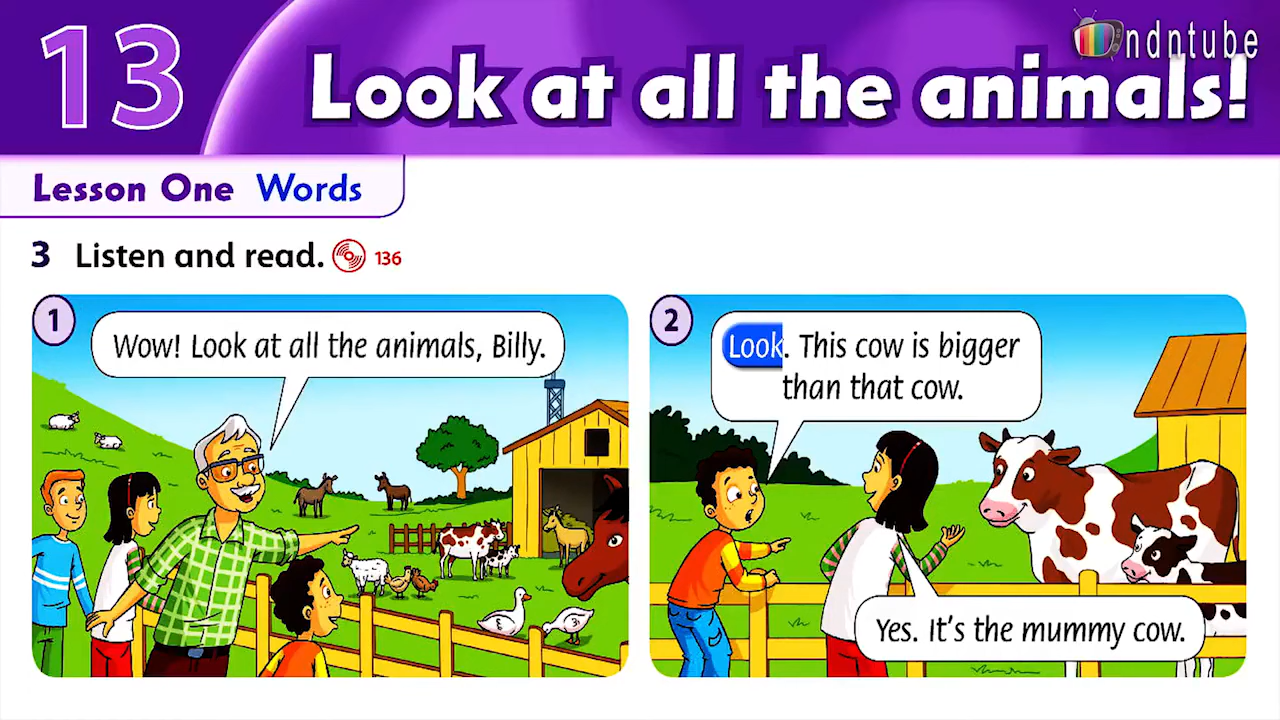 13
Look at all the animals!
ndntube
Lesson One Words
3 Listen and read. 136
1
Wow! Look at all the animals, Billy.
2
Look. This cow is bigger
than that cow.
Yes. It's the mummy cow.